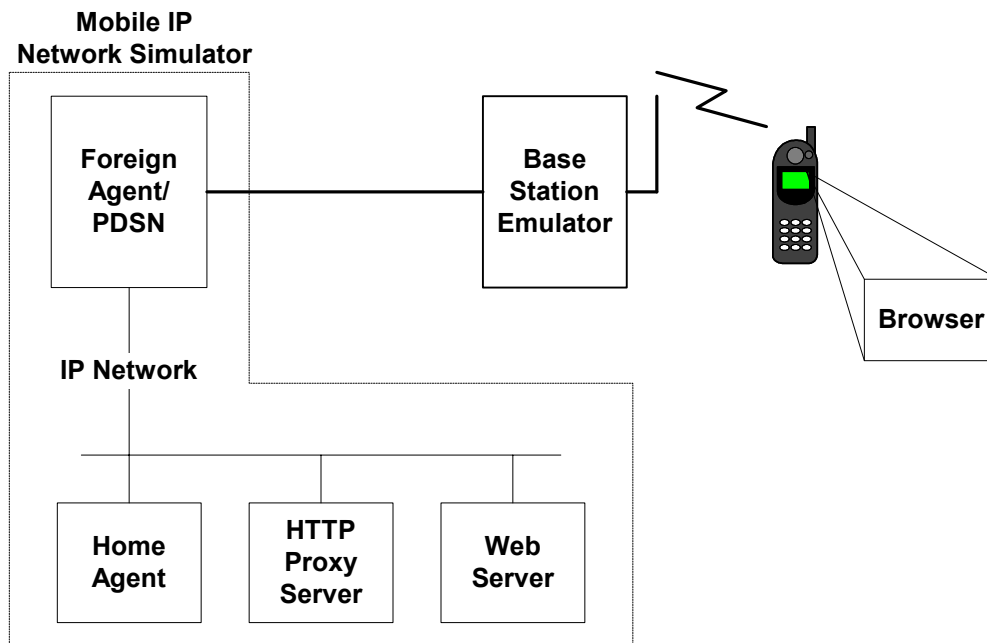 Mobile IP
Network Simulator
Foreign
Agent/
PDSN
Base
Station
Emulator
Browser
IP Network
Home
Agent
HTTP
Proxy
Server
Web
Server